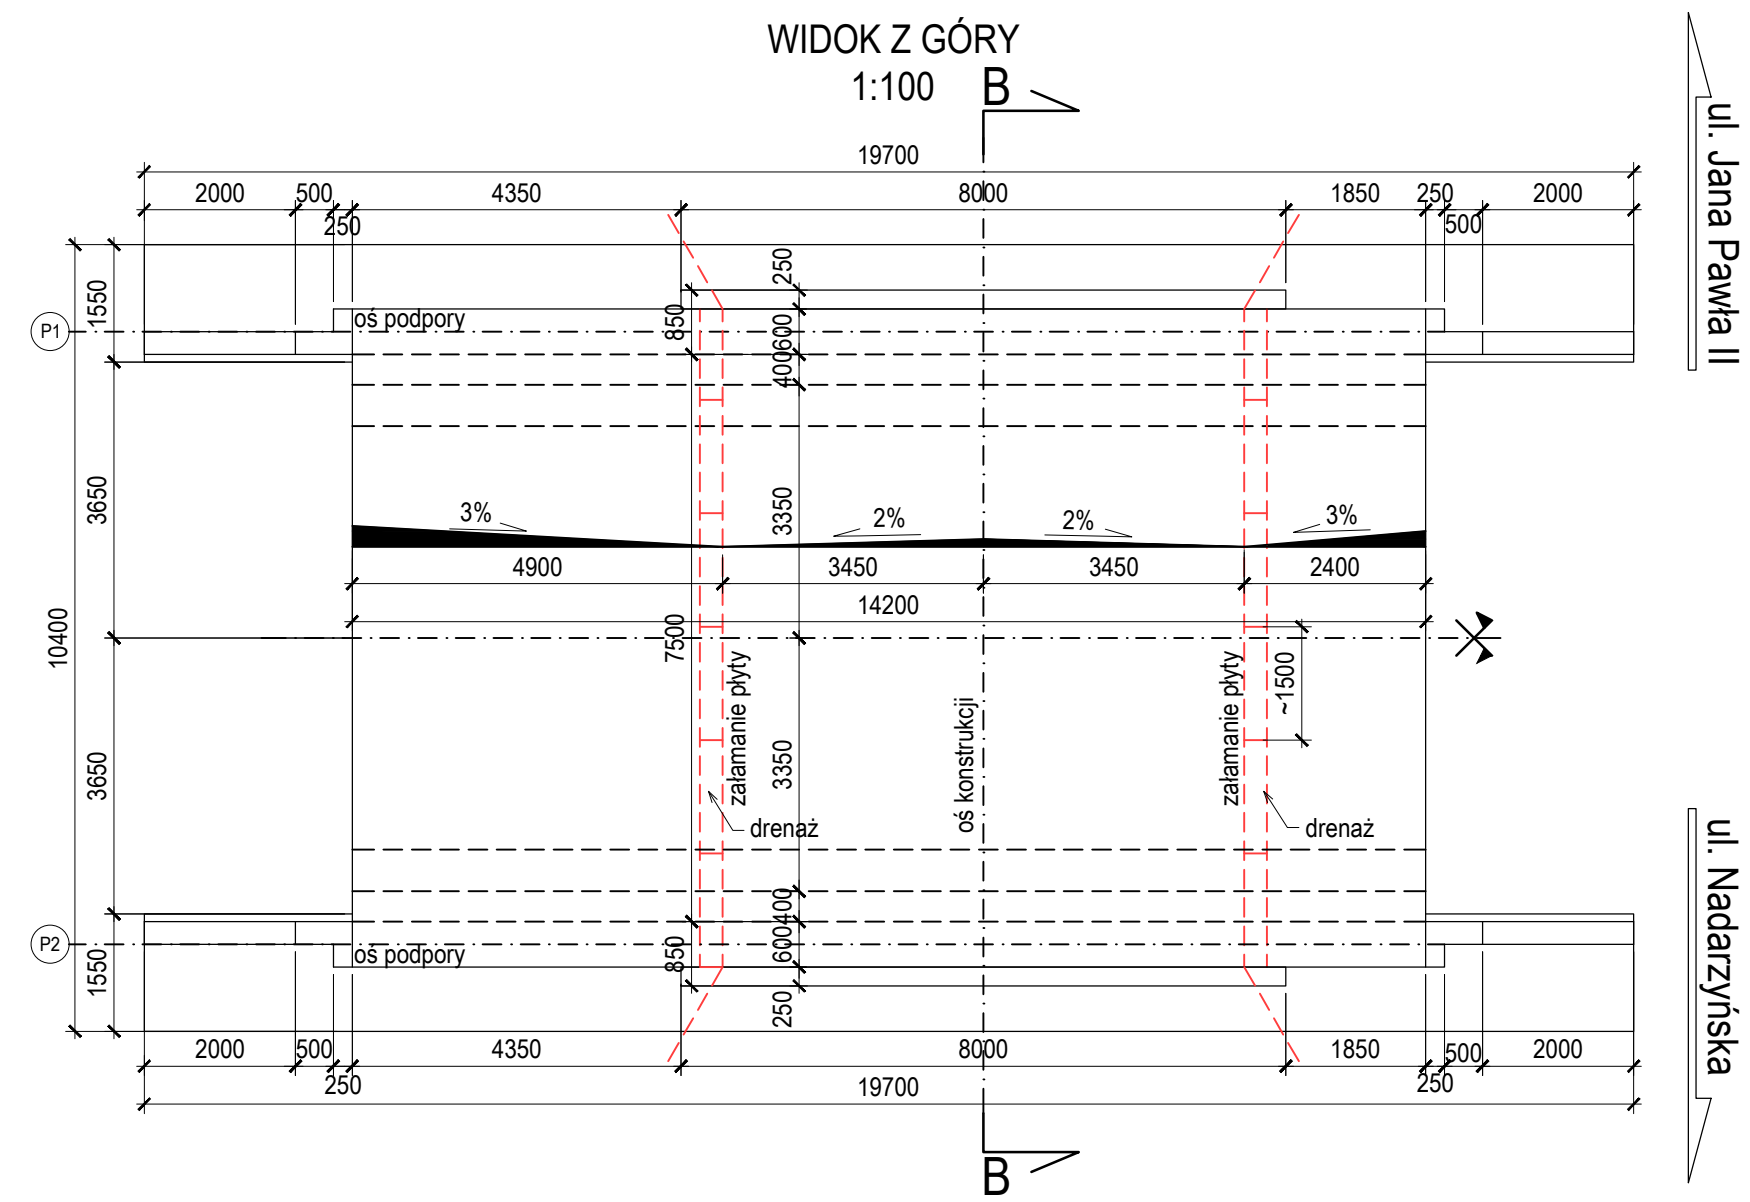 WIDOK Z GÓRY
1:100
B
19700
2000 500 4350 8000 1850 250 2000
250 500
ul. Jana Pawła II
1550
250
850
600
400
P1
oś podpory
3650
3350
3% 2% 2% 3%
4900 3450 3450 2400
14200
10400
7500
~1500
załamanie płyty
oś konstrukcji
załamanie płyty
3650
3350
drenaż
drenaż
400
600
850
250
P2
oś podpory
1550
ul. Nadarzyńska
2000 500 4350 8000 1850 500 2000
250 19700 250
B